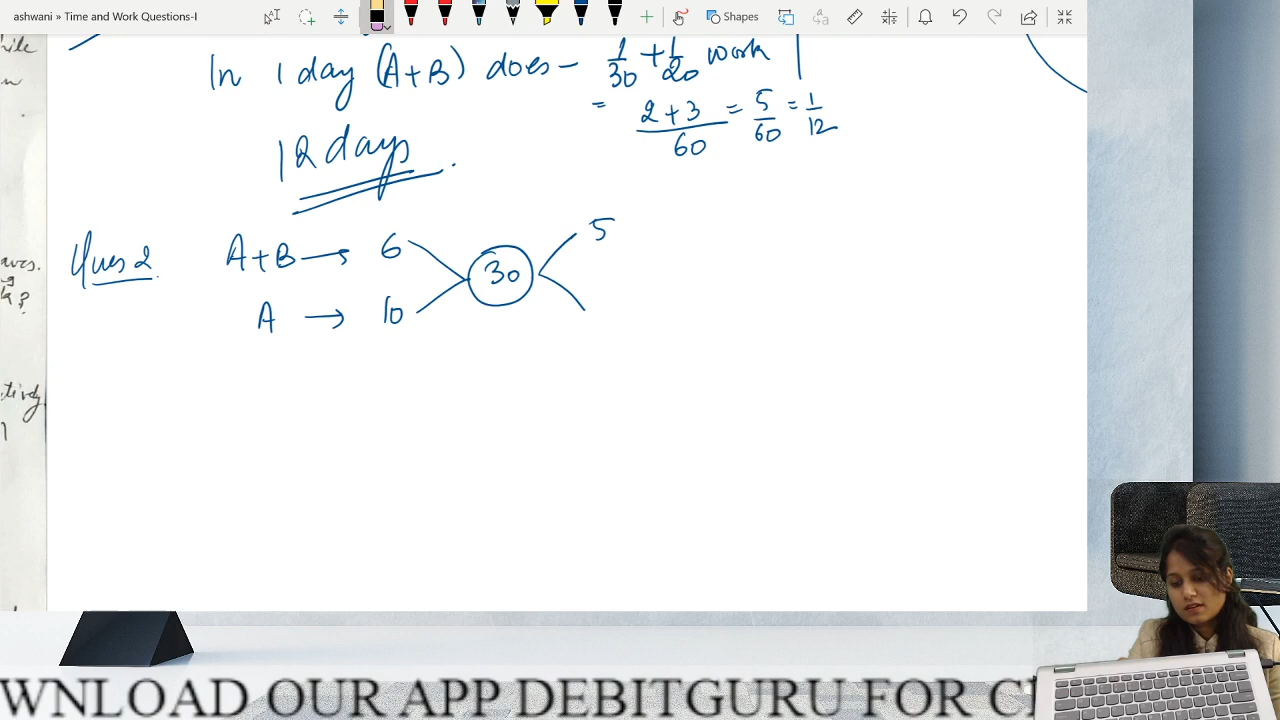 ashwani » Time and Work Questions-I
Shapes
In 1 day (A+B) does – 1/30 + 1/20 work
= 2+3/60 = 5/60 = 1/12
12 days.
Ques 2 A+B → 6 30 5
A → 10
WNLOAD OUR APP DEBITGURU FOR C